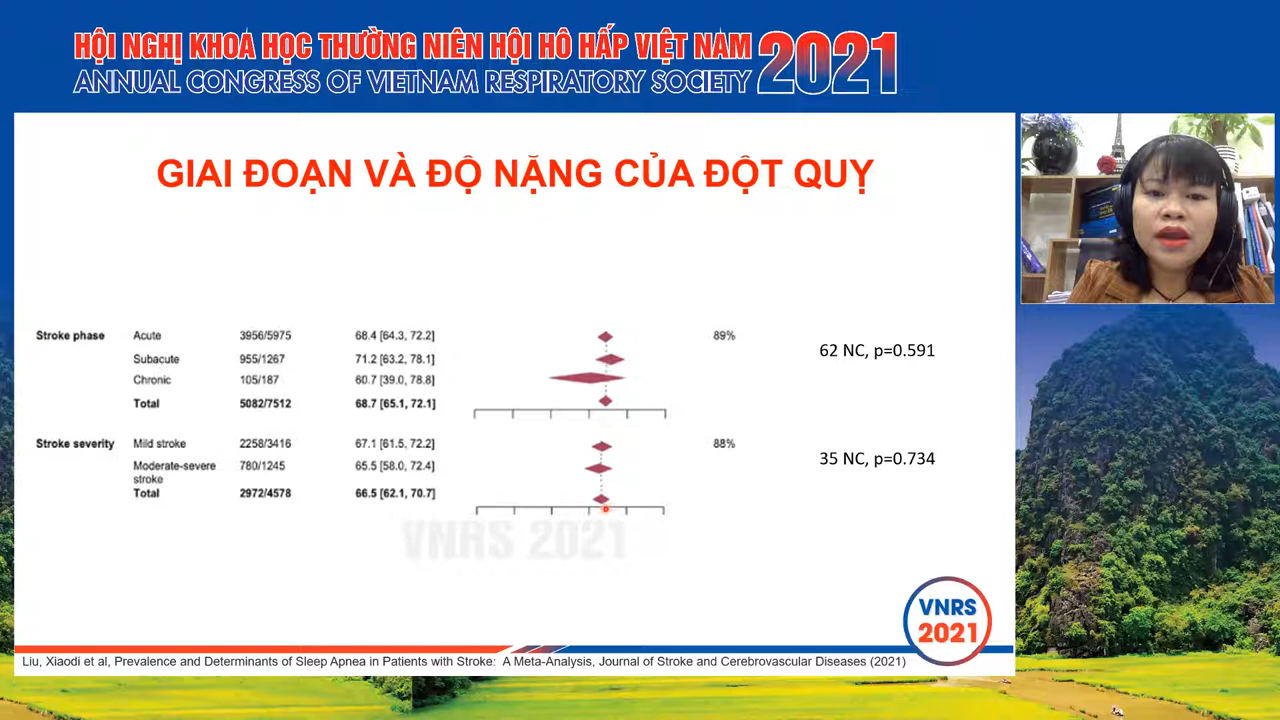 HỘI NGHỊ KHOA HỌC THƯỜNG NIÊN HỘI HÔ HẤP VIỆT NAM 2021
ANNUAL CONGRESS OF VIETNAM RESPIRATORY SOCIETY
GIAI ĐOẠN VÀ ĐỘ NẶNG CỦA ĐỘT QUỴ
Stroke phase Acute 3956/5975 68.4 [64.3, 72.2] 89%
Subacute 955/1267 71.2 [63.2, 78.1]
62 NC, p=0.591
Chronic 105/187 60.7 [39.0, 78.8]
Total 5082/7512 68.7 [65.1, 72.1]
Stroke severity Mild stroke 2258/3416 67.1 [61.5, 72.2] 88%
35 NC, p=0.734
Moderate-severe 780/1245 65.5 [58.0, 72.4]
stroke
Total 2972/4578 66.5 [62.1, 70.7]
VNRS 2021
VNRS
2021
Liu, Xiaodi et al, Prevalence and Determinants of Sleep Apnea in Patients with Stroke: A Meta-Analysis, Journal of Stroke and Cerebrovascular Diseases (2021)